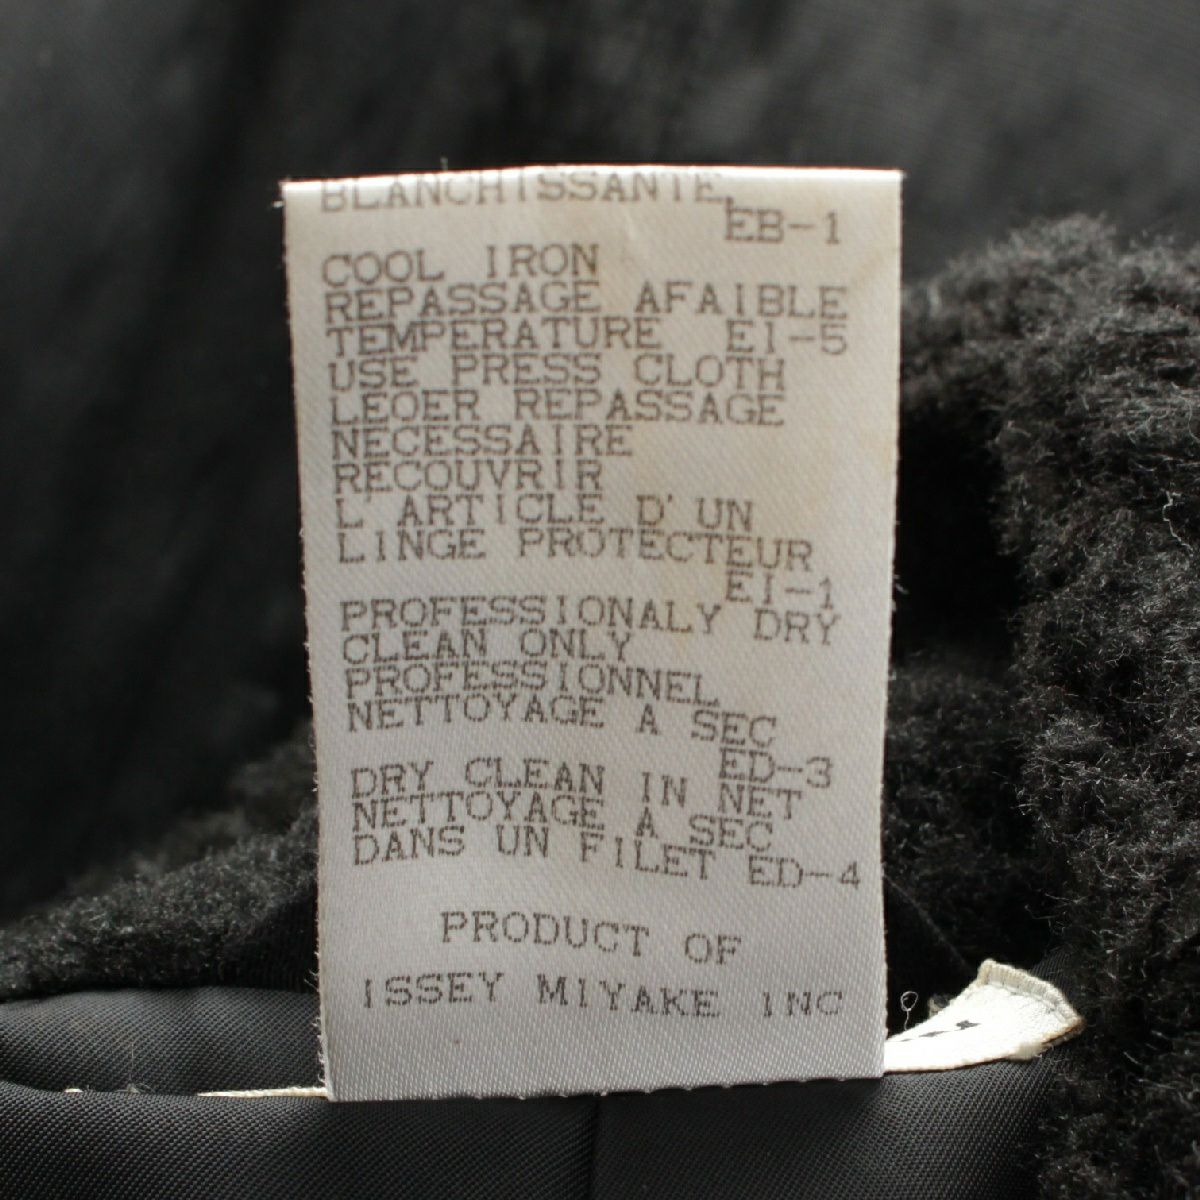 BLANCHISSANTE,
EB-1
COOL IRON
REPASSAGE AFAIBLE
TEMPERATURE EI-5
USE PRESS CLOTH
LEOER REPASSAGE
NECESSAIRE
RECOUVRIR
L'ARTICLE D'UN
LINGE PROTECTEUR
EI-1
PROFESSIONALY DRY
CLEAN ONLY
PROFESSIONNEL,
NETTOYAGE A SEC
ED-3
DRY CLEAN IN NET
NETTOYAGE A SEC
DANS UN FILET ED-4
PRODUCT OF
ISSEY MIYAKE INC